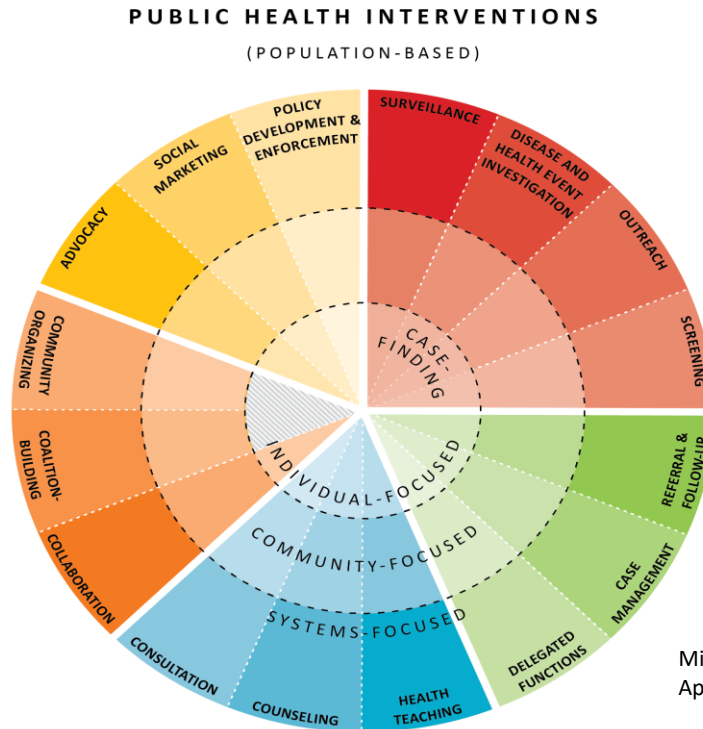 PUBLIC HEALTH INTERVENTIONS
(POPULATION-BASED)
SURVEILLANCE
DISEASE AND
HEALTH EVENT
INVESTIGATION
OUTREACH
SCREENING
REFERRAL &
FOLLOW-UP
CASE
MANAGEMENT
DELEGATED
FUNCTIONS
HEALTH
TEACHING
COUNSELING
CONSULTATION
COLLABORATION
COALITION-
BUILDING
COMMUNITY
ORGANIZING
ADVOCACY
SOCIAL
MARKETING
POLICY
DEVELOPMENT &
ENFORCEMENT
CASE-
FINDING
INDIVIDUAL-FOCUSED
COMMUNITY-FOCUSED
SYSTEMS-FOCUSED
Mi
Ap